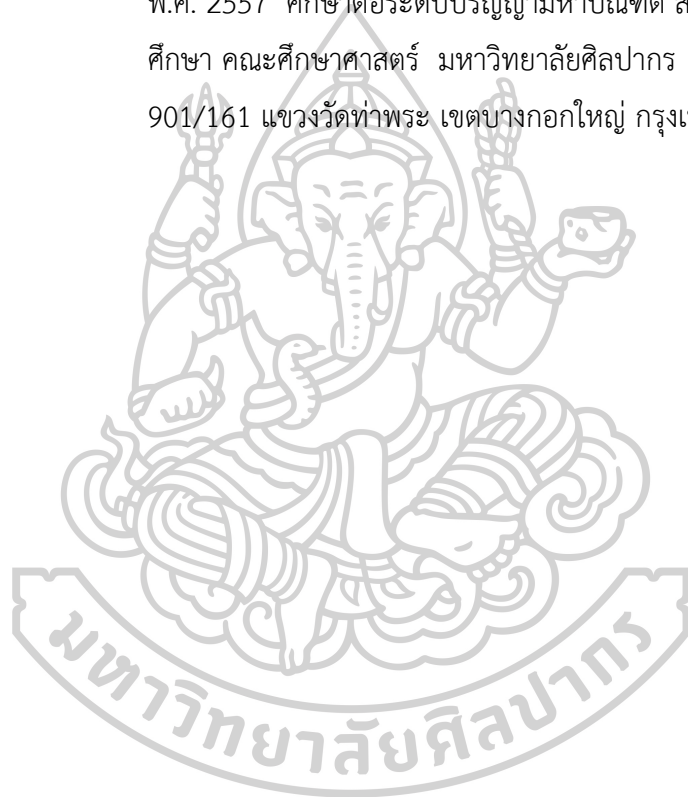 พ.ศ. 2557 ศึกษาต่อระดับปริญญามหาบัณฑิต
ศึกษา คณะศึกษาศาสตร์ มหาวิทยาลัยศิลปากร
901/161 แขวงวัดท่าพระ เขตบางกอกใหญ่
มหาวิทยาลัยศิลปากร